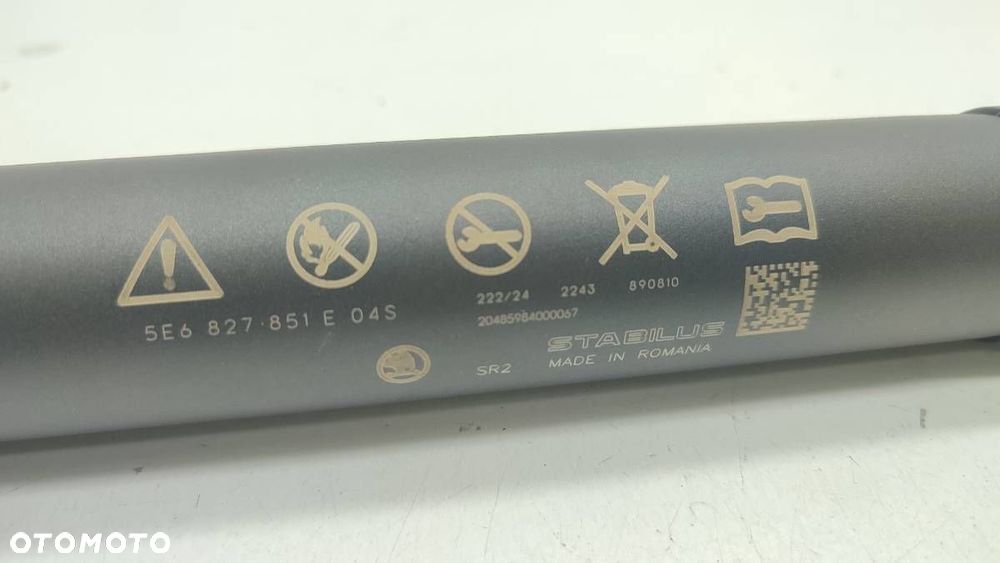 5E6 827 851 E 04S
222/24 2243 890810
20485984000067
STABILUS
SR2 MADE IN ROMANIA
OTOMOTO